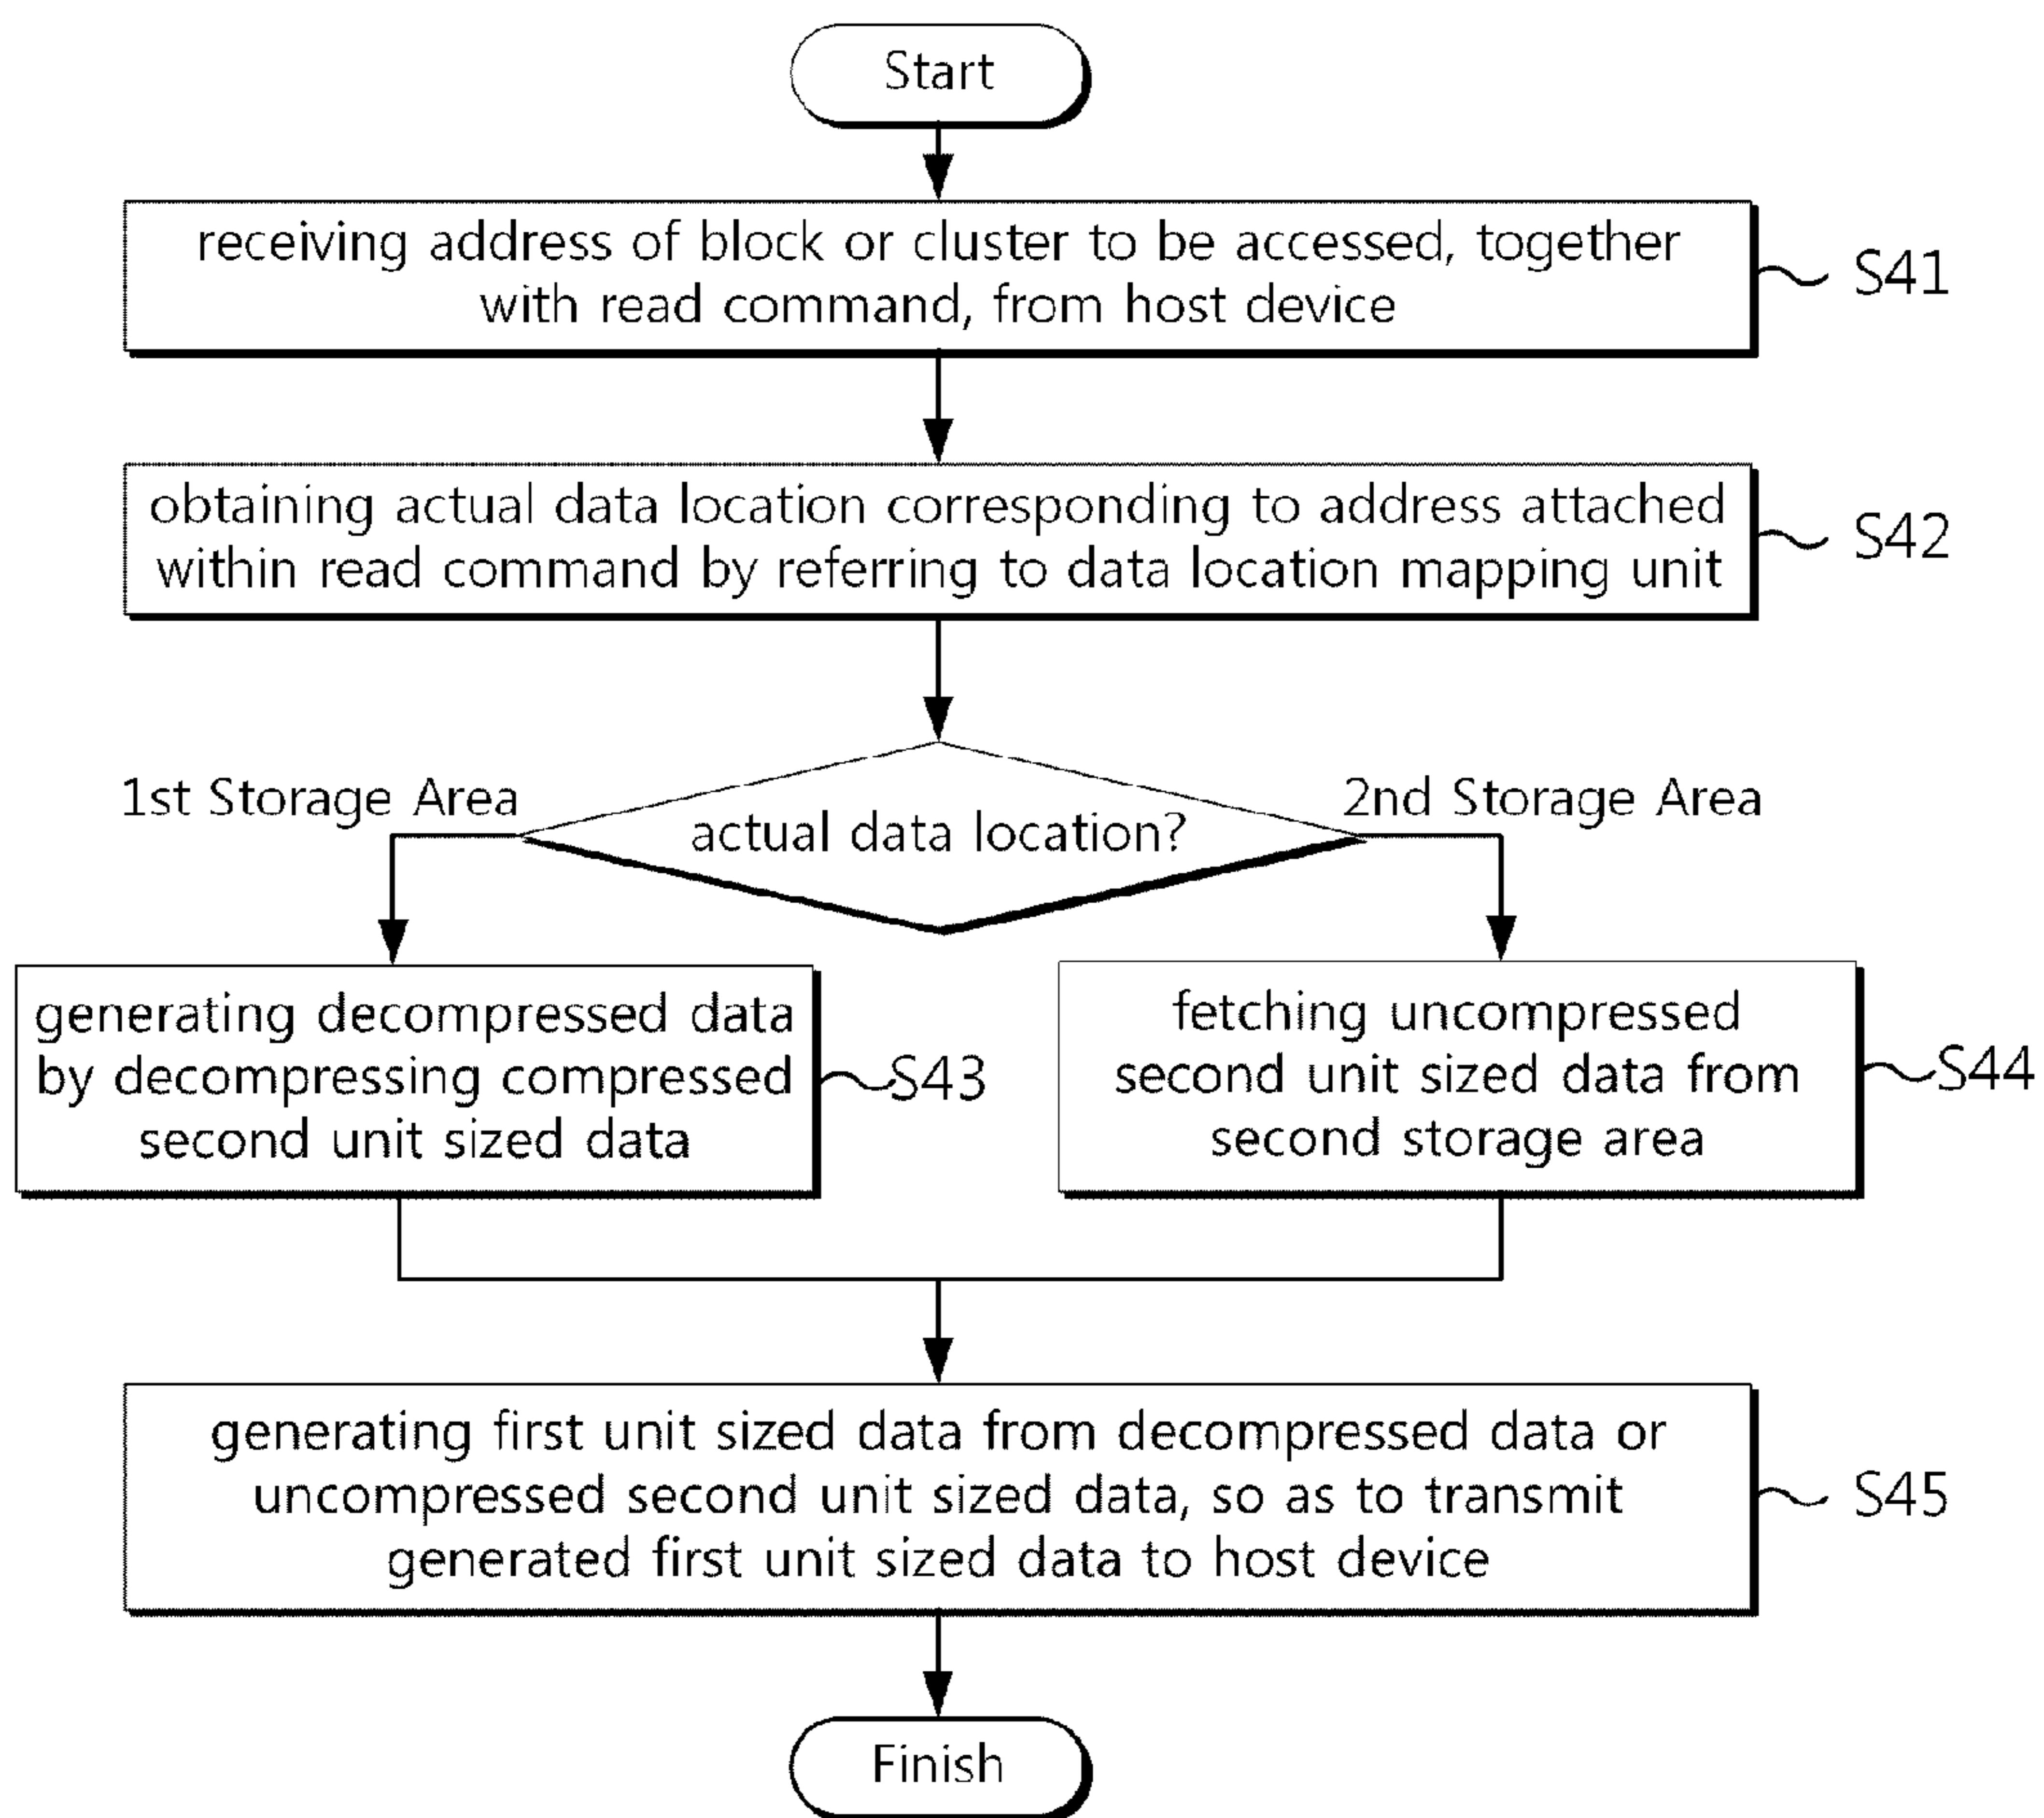 Start
receiving address of block or cluster to be accessed, together
with read command, from host device
S41
obtaining actual data location corresponding to address attached
within read command by referring to data location mapping unit
S42
1st Storage Area
actual data location?
2nd Storage Area
generating decompressed data
by decompressing compressed
second unit sized data
S43
fetching uncompressed
second unit sized data from
second storage area
S44
generating first unit sized data from decompressed data or
uncompressed second unit sized data, so as to transmit
generated first unit sized data to host device
S45
Finish